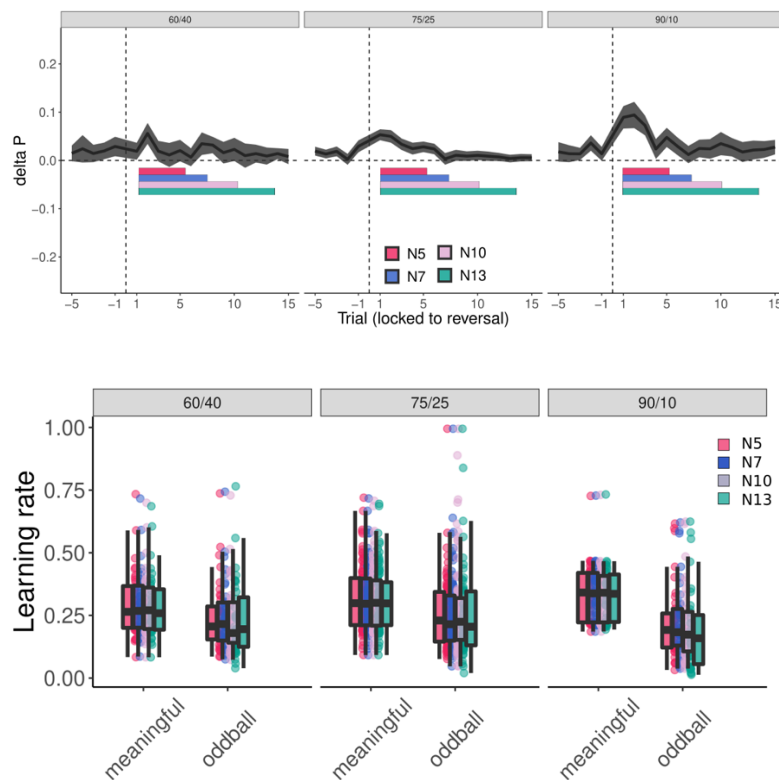 60/40 75/25 90/10
0.2
0.1
0.0
−0.1
−0.2
delta P
N5 N10
N7 N13
−5 −1 1 5 10 15 −5 −1 1 5 10 15 −5 −1 1 5 10 15
Trial (locked to reversal)
60/40 75/25 90/10
1.00
0.75
0.50
0.25
0.00
Learning rate
N5
N7
N10
N13
meaningful oddball meaningful oddball meaningful oddball